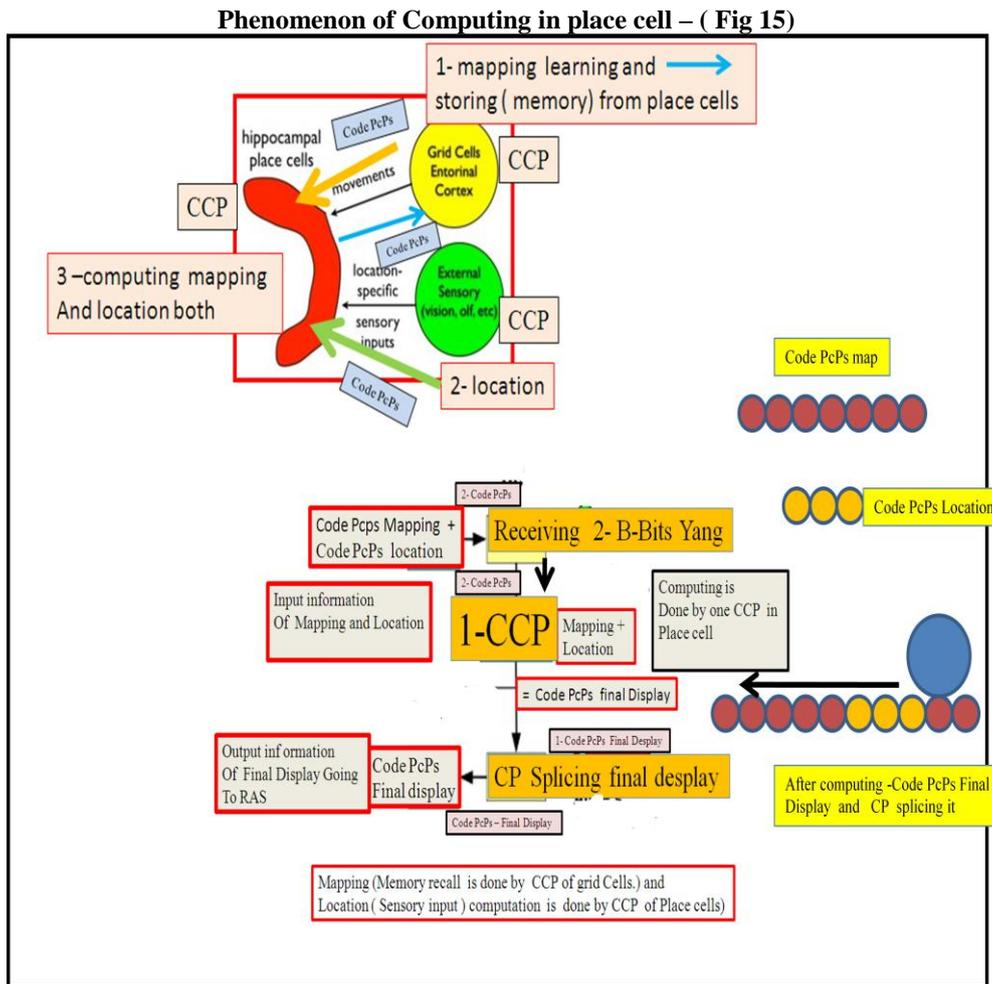 Phenomenon of Computing in place cell – ( Fig 15)
1- mapping learning and
storing ( memory) from place cells
Code PcPs
hippocampal
place cells
movements
Grid Cells
Entorinal
Cortex
CCP
CCP
Code PcPs
3 –computing mapping
And location both
location-
specific
sensory
inputs
External
Sensory
(vision, olf, etc)
CCP
Code PcPs
2- location
Code PcPs map
Code PcPs Location
2- Code PcPs
Code Pcps Mapping +
Code PcPs location
Receiving 2- B-Bits Yang
2- Code PcPs
Input information
Of Mapping and Location
1-CCP
Mapping +
Location
Computing is
Done by one CCP in
Place cell
= Code PcPs final Display
1- Code PcPs Final Desplay
Output information
Of Final Display Going
To RAS
Code PcPs
Final display
CP Splicing final desplay
Code PcPs – Final Display
After computing -Code PcPs Final
Display and CP splicing it
Mapping (Memory recall is done by CCP of grid Cells.) and
Location ( Sensory input ) computation is done by CCP of Place cells)